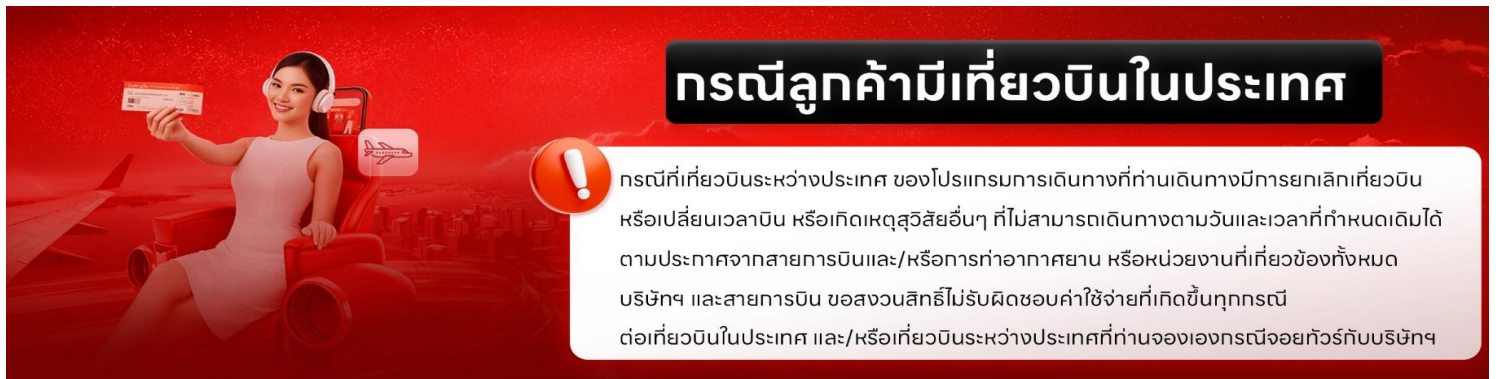 กรณีลูกค้ามีเที่ยวบินในประเทศ
กรณีที่เที่ยวบินระหว่างประเทศ ของโปรแกรมการเดินทางที่ท่านเดินทางมีการยกเลิกเที่ยวบิน
หรือเปลี่ยนเวลาบิน หรือเกิดเหตุสุวิสัยอื่นๆ ที่ไม่สามารถเดินทางตามวันและเวลาที่กำหนดเดิมได้
ตามประกาศจากสายการบินและ/หรือการท่าอากาศยาน หรือหน่วยงานที่เกี่ยวข้องทั้งหมด
บริษัทฯ และสายการบิน ขอสงวนสิทธิ์ไม่รับผิดชอบค่าใช้จ่ายที่เกิดขึ้นทุกกรณี
ต่อเที่ยวบินในประเทศ และ/หรือเที่ยวบินระหว่างประเทศที่ท่านจองเองกรณีจอยทัวร์กับบริษัทฯ